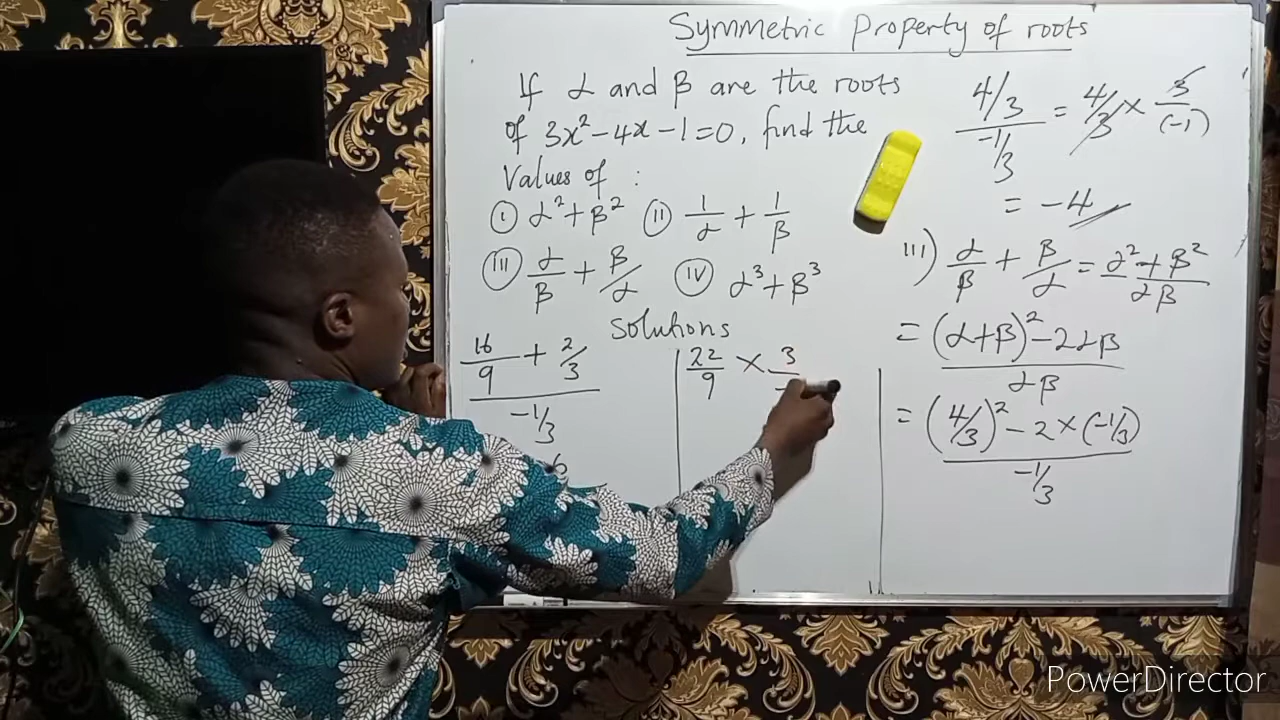 Symmetric Property of roots
If α and β are the roots
of 3x² - 4x - 1 = 0, find the
Values of :
(i) α² + β² (ii) 1/α + 1/β
(iii) α/β + β/α (iv) α³ + β³
Solutions
16/9 + 2/3
-1/3
6
22/9 × 3
4/3 / -1/3 = 4/3 × 3/(-1)
= -4
iii) α/β + β/α = α² + β² / αβ
= (α+β)² - 2αβ / αβ
= (4/3)² - 2 × (-1/3) / -1/3
PowerDirector